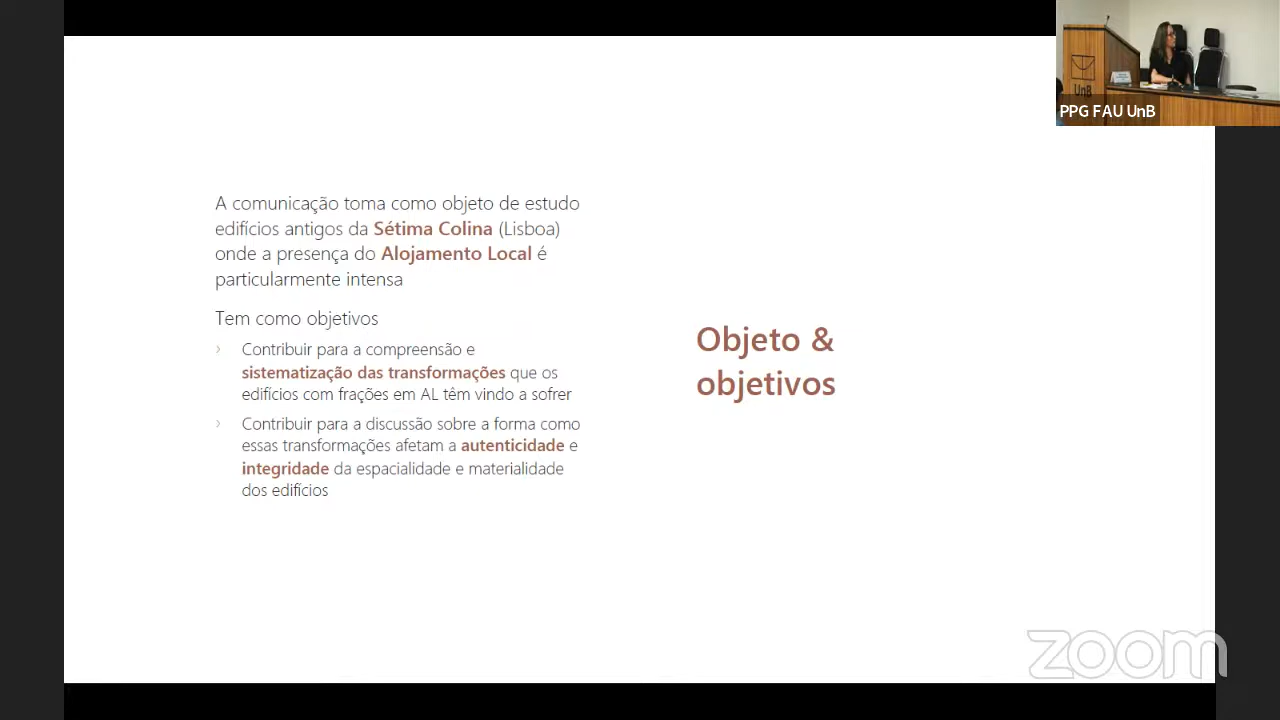 UnB
PPG FAU UnB
A comunicação toma como objeto de estudo
edifícios antigos da Sétima Colina (Lisboa)
onde a presença do Alojamento Local é
particularmente intensa
Tem como objetivos
› Contribuir para a compreensão e
sistematização das transformações que os
edifícios com frações em AL têm vindo a sofrer
› Contribuir para a discussão sobre a forma como
essas transformações afetam a autenticidade e
integridade da espacialidade e materialidade
dos edifícios
Objeto &
objetivos
zoom